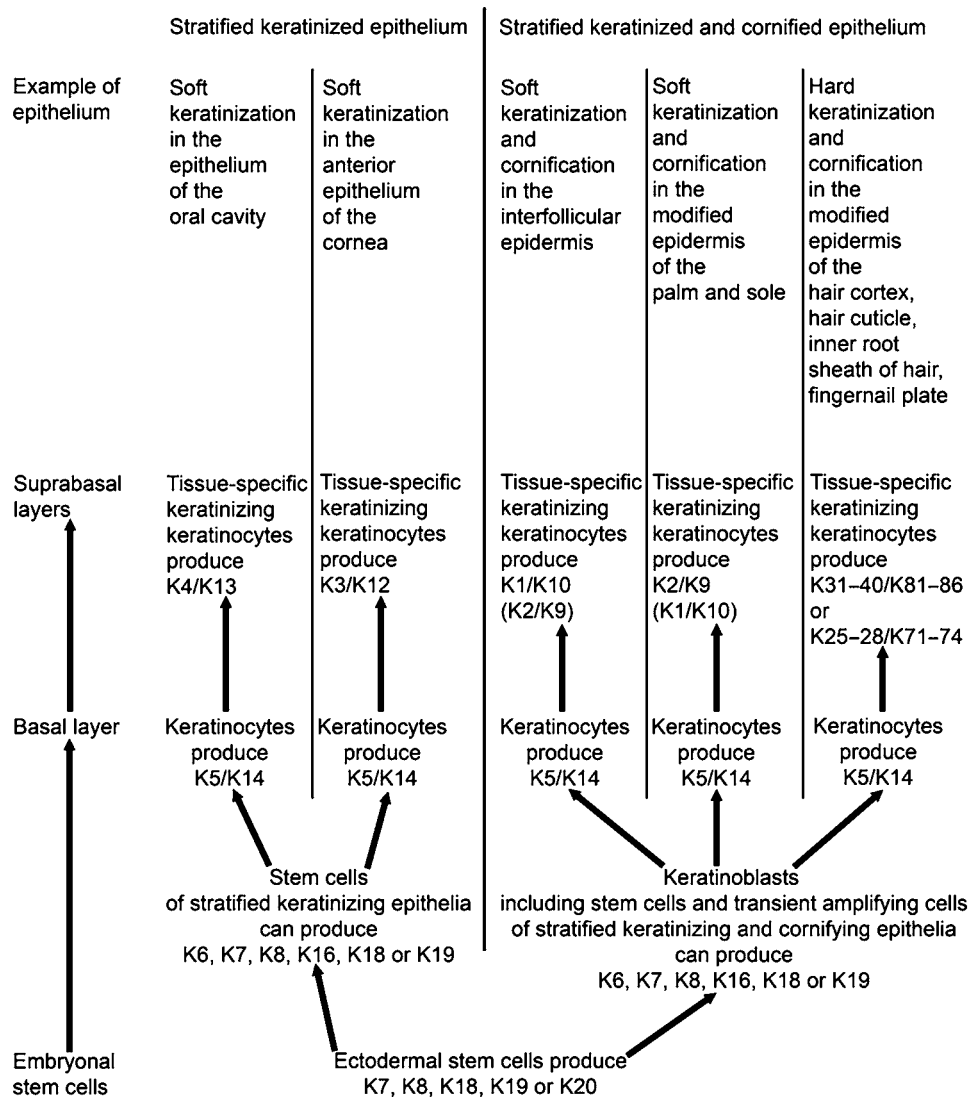 Stratified keratinized epithelium
Stratified keratinized and cornified epithelium
Example of
epithelium
Soft
keratinization
in the
epithelium
of the
oral cavity
Soft
keratinization
in the
anterior
epithelium
of the
cornea
Soft
keratinization
and
cornification
in the
interfollicular
epidermis
Soft
keratinization
and
cornification
in the
modified
epidermis
of the
palm and sole
Hard
keratinization
and
cornification
in the
modified
epidermis
of the
hair cortex,
hair cuticle,
inner root
sheath of hair,
fingernail plate
Suprabasal
layers
Tissue-specific
keratinizing
keratinocytes
produce
K4/K13
Tissue-specific
keratinizing
keratinocytes
produce
K3/K12
Tissue-specific
keratinizing
keratinocytes
produce
K1/K10
(K2/K9)
Tissue-specific
keratinizing
keratinocytes
produce
K2/K9
(K1/K10)
Tissue-specific
keratinizing
keratinocytes
produce
K31–40/K81–86
or
K25–28/K71–74
Basal layer
Keratinocytes
produce
K5/K14
Keratinocytes
produce
K5/K14
Keratinocytes
produce
K5/K14
Keratinocytes
produce
K5/K14
Keratinocytes
produce
K5/K14
Stem cells
of stratified keratinizing epithelia
can produce
K6, K7, K8, K16, K18 or K19
Keratinoblasts
including stem cells and transient amplifying cells
of stratified keratinizing and cornifying epithelia
can produce
K6, K7, K8, K16, K18 or K19
Embryonal
stem cells
Ectodermal stem cells produce
K7, K8, K18, K19 or K20